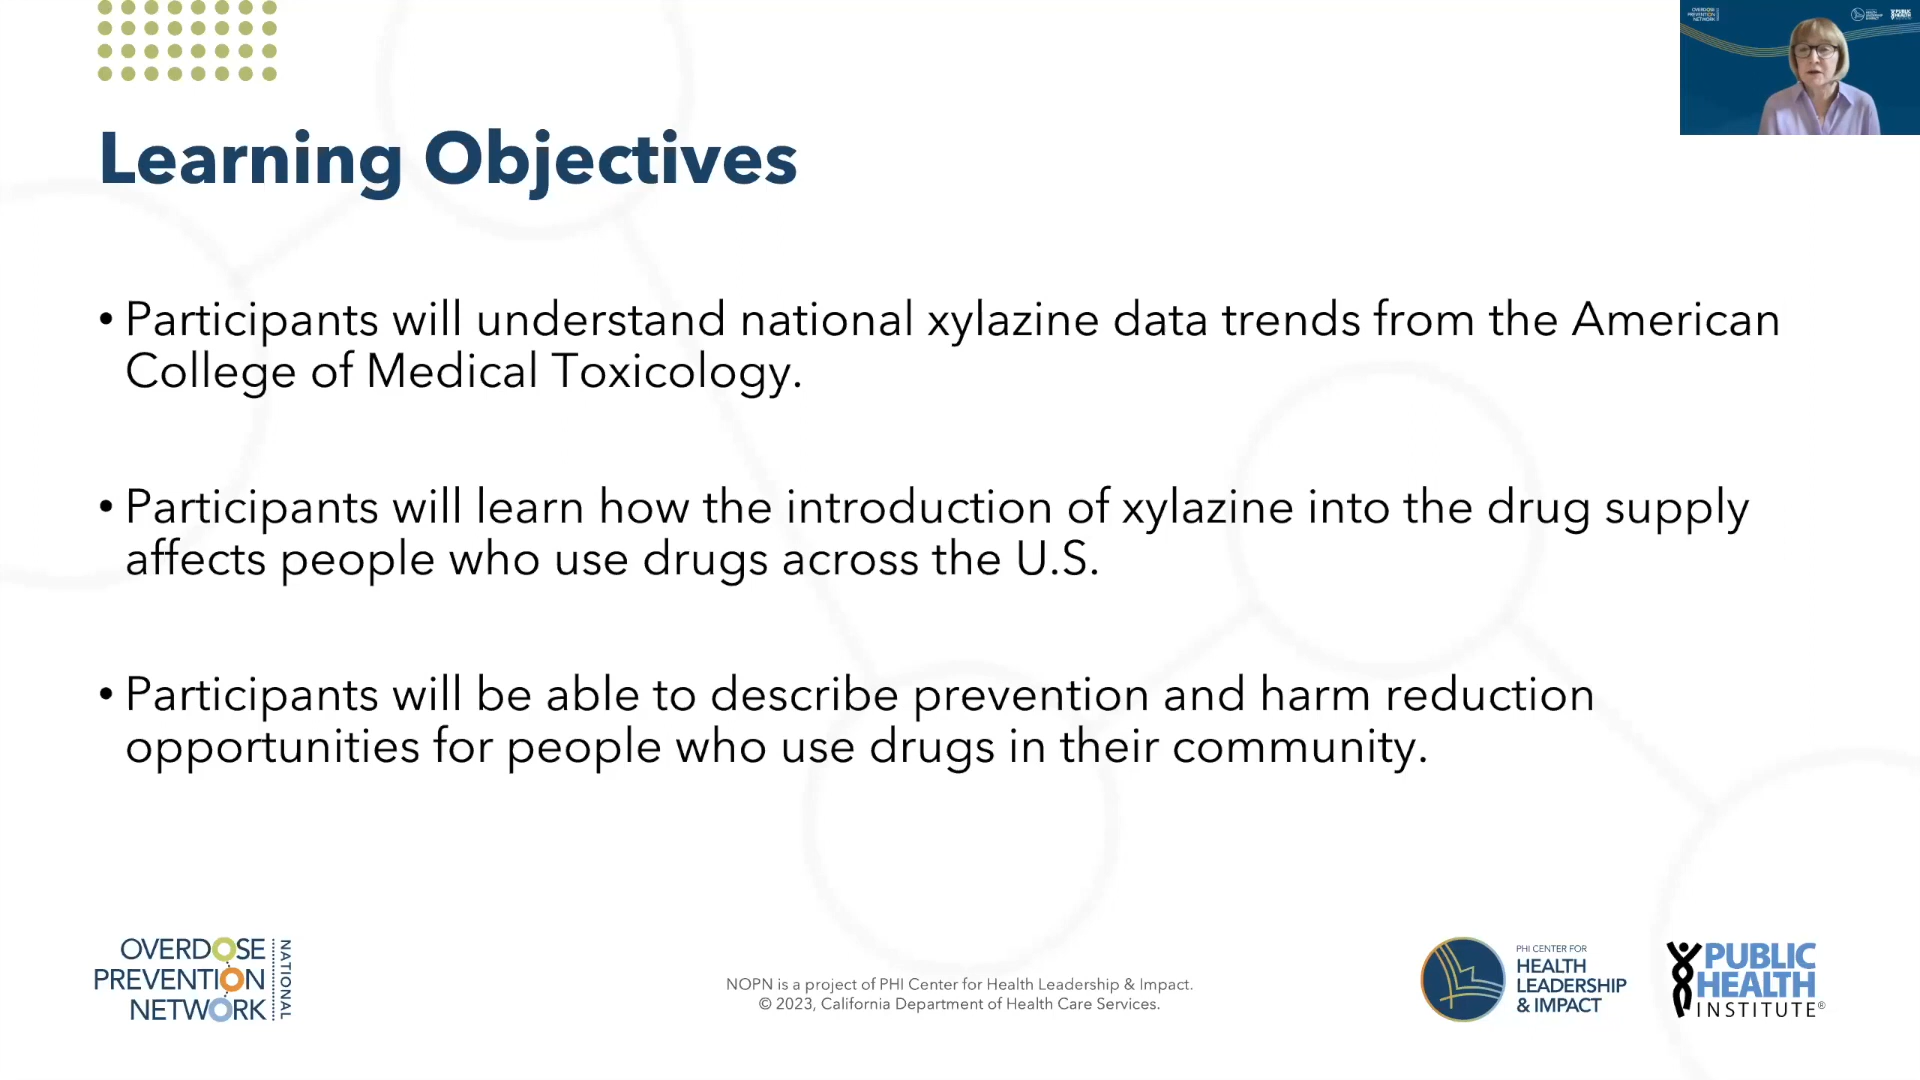 Learning Objectives
• Participants will understand national xylazine data trends from the American
College of Medical Toxicology.
• Participants will learn how the introduction of xylazine into the drug supply
affects people who use drugs across the U.S.
• Participants will be able to describe prevention and harm reduction
opportunities for people who use drugs in their community.
OVERDOSE
PREVENTION
NETWORK
NATIONAL
NOPN is a project of PHI Center for Health Leadership & Impact.
© 2023, California Department of Health Care Services.
PHI CENTER FOR
HEALTH
LEADERSHIP
& IMPACT
PUBLIC
HEALTH
INSTITUTE®